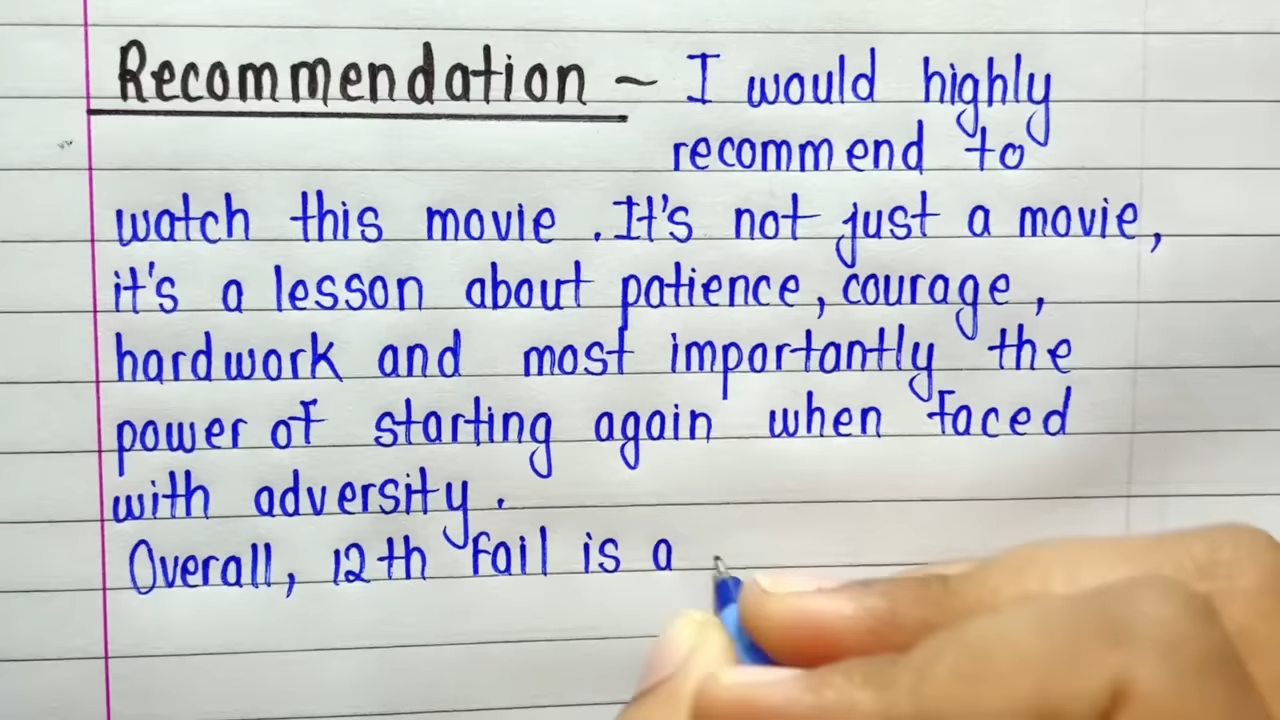 Recommendation ~ I would highly
recommend to
watch this movie. It's not just a movie,
it's a lesson about patience, courage,
hardwork and most importantly the
power of starting again when faced
with adversity.
Overall, 12th Fail is a